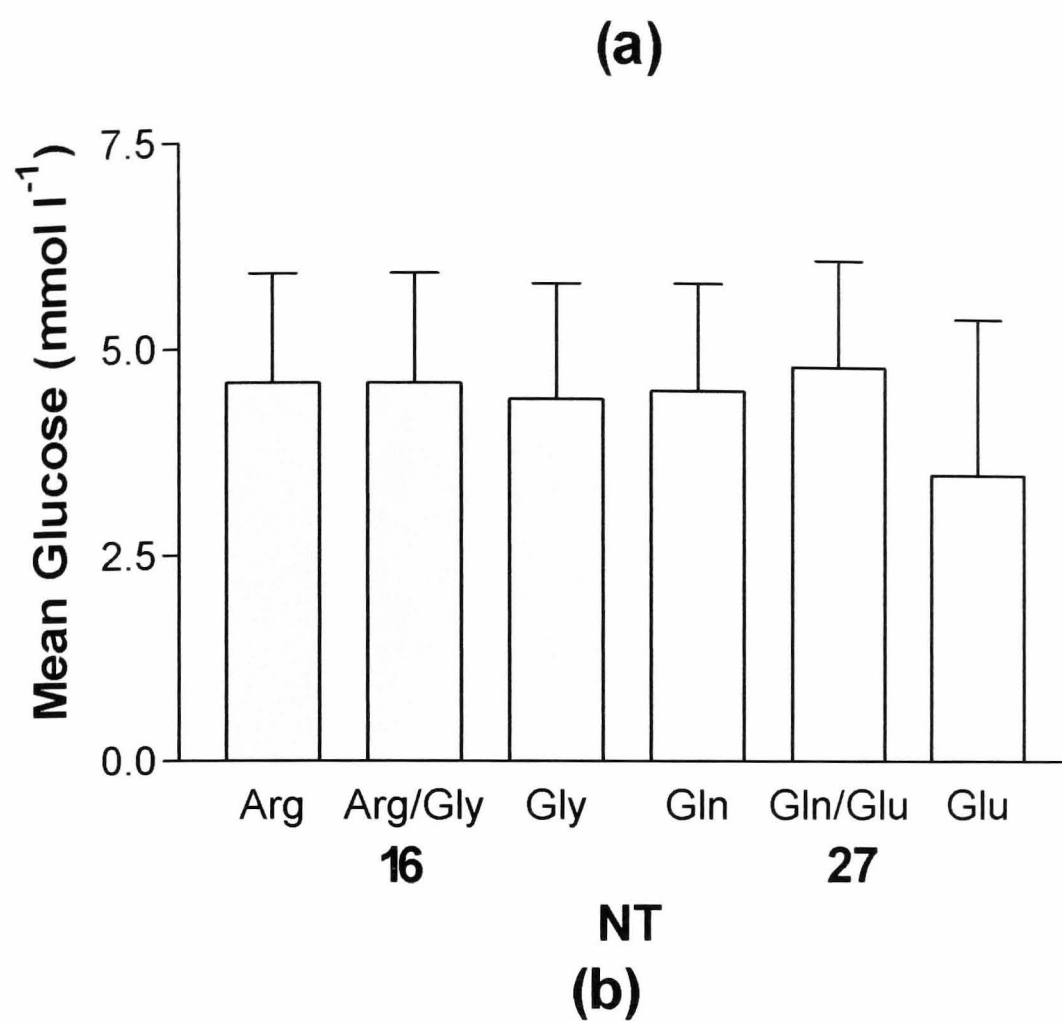 (a)
Mean Glucose (mmol l⁻¹)
7.5
5.0
2.5
0.0
Arg Arg/Gly Gly Gln Gln/Glu Glu
16 27
NT
(b)